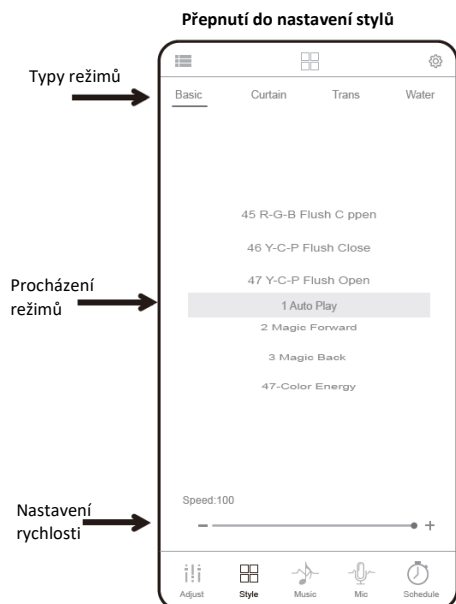 Přepnutí do nastavení stylů
Typy režimů
Basic Curtain Trans Water
45 R-G-B Flush C ppen
46 Y-C-P Flush Close
47 Y-C-P Flush Open
Procházení
režimů
1 Auto Play
2 Magic Forward
3 Magic Back
47-Color Energy
Nastavení
rychlosti
Speed:100
Adjust Style Music Mic Schedule